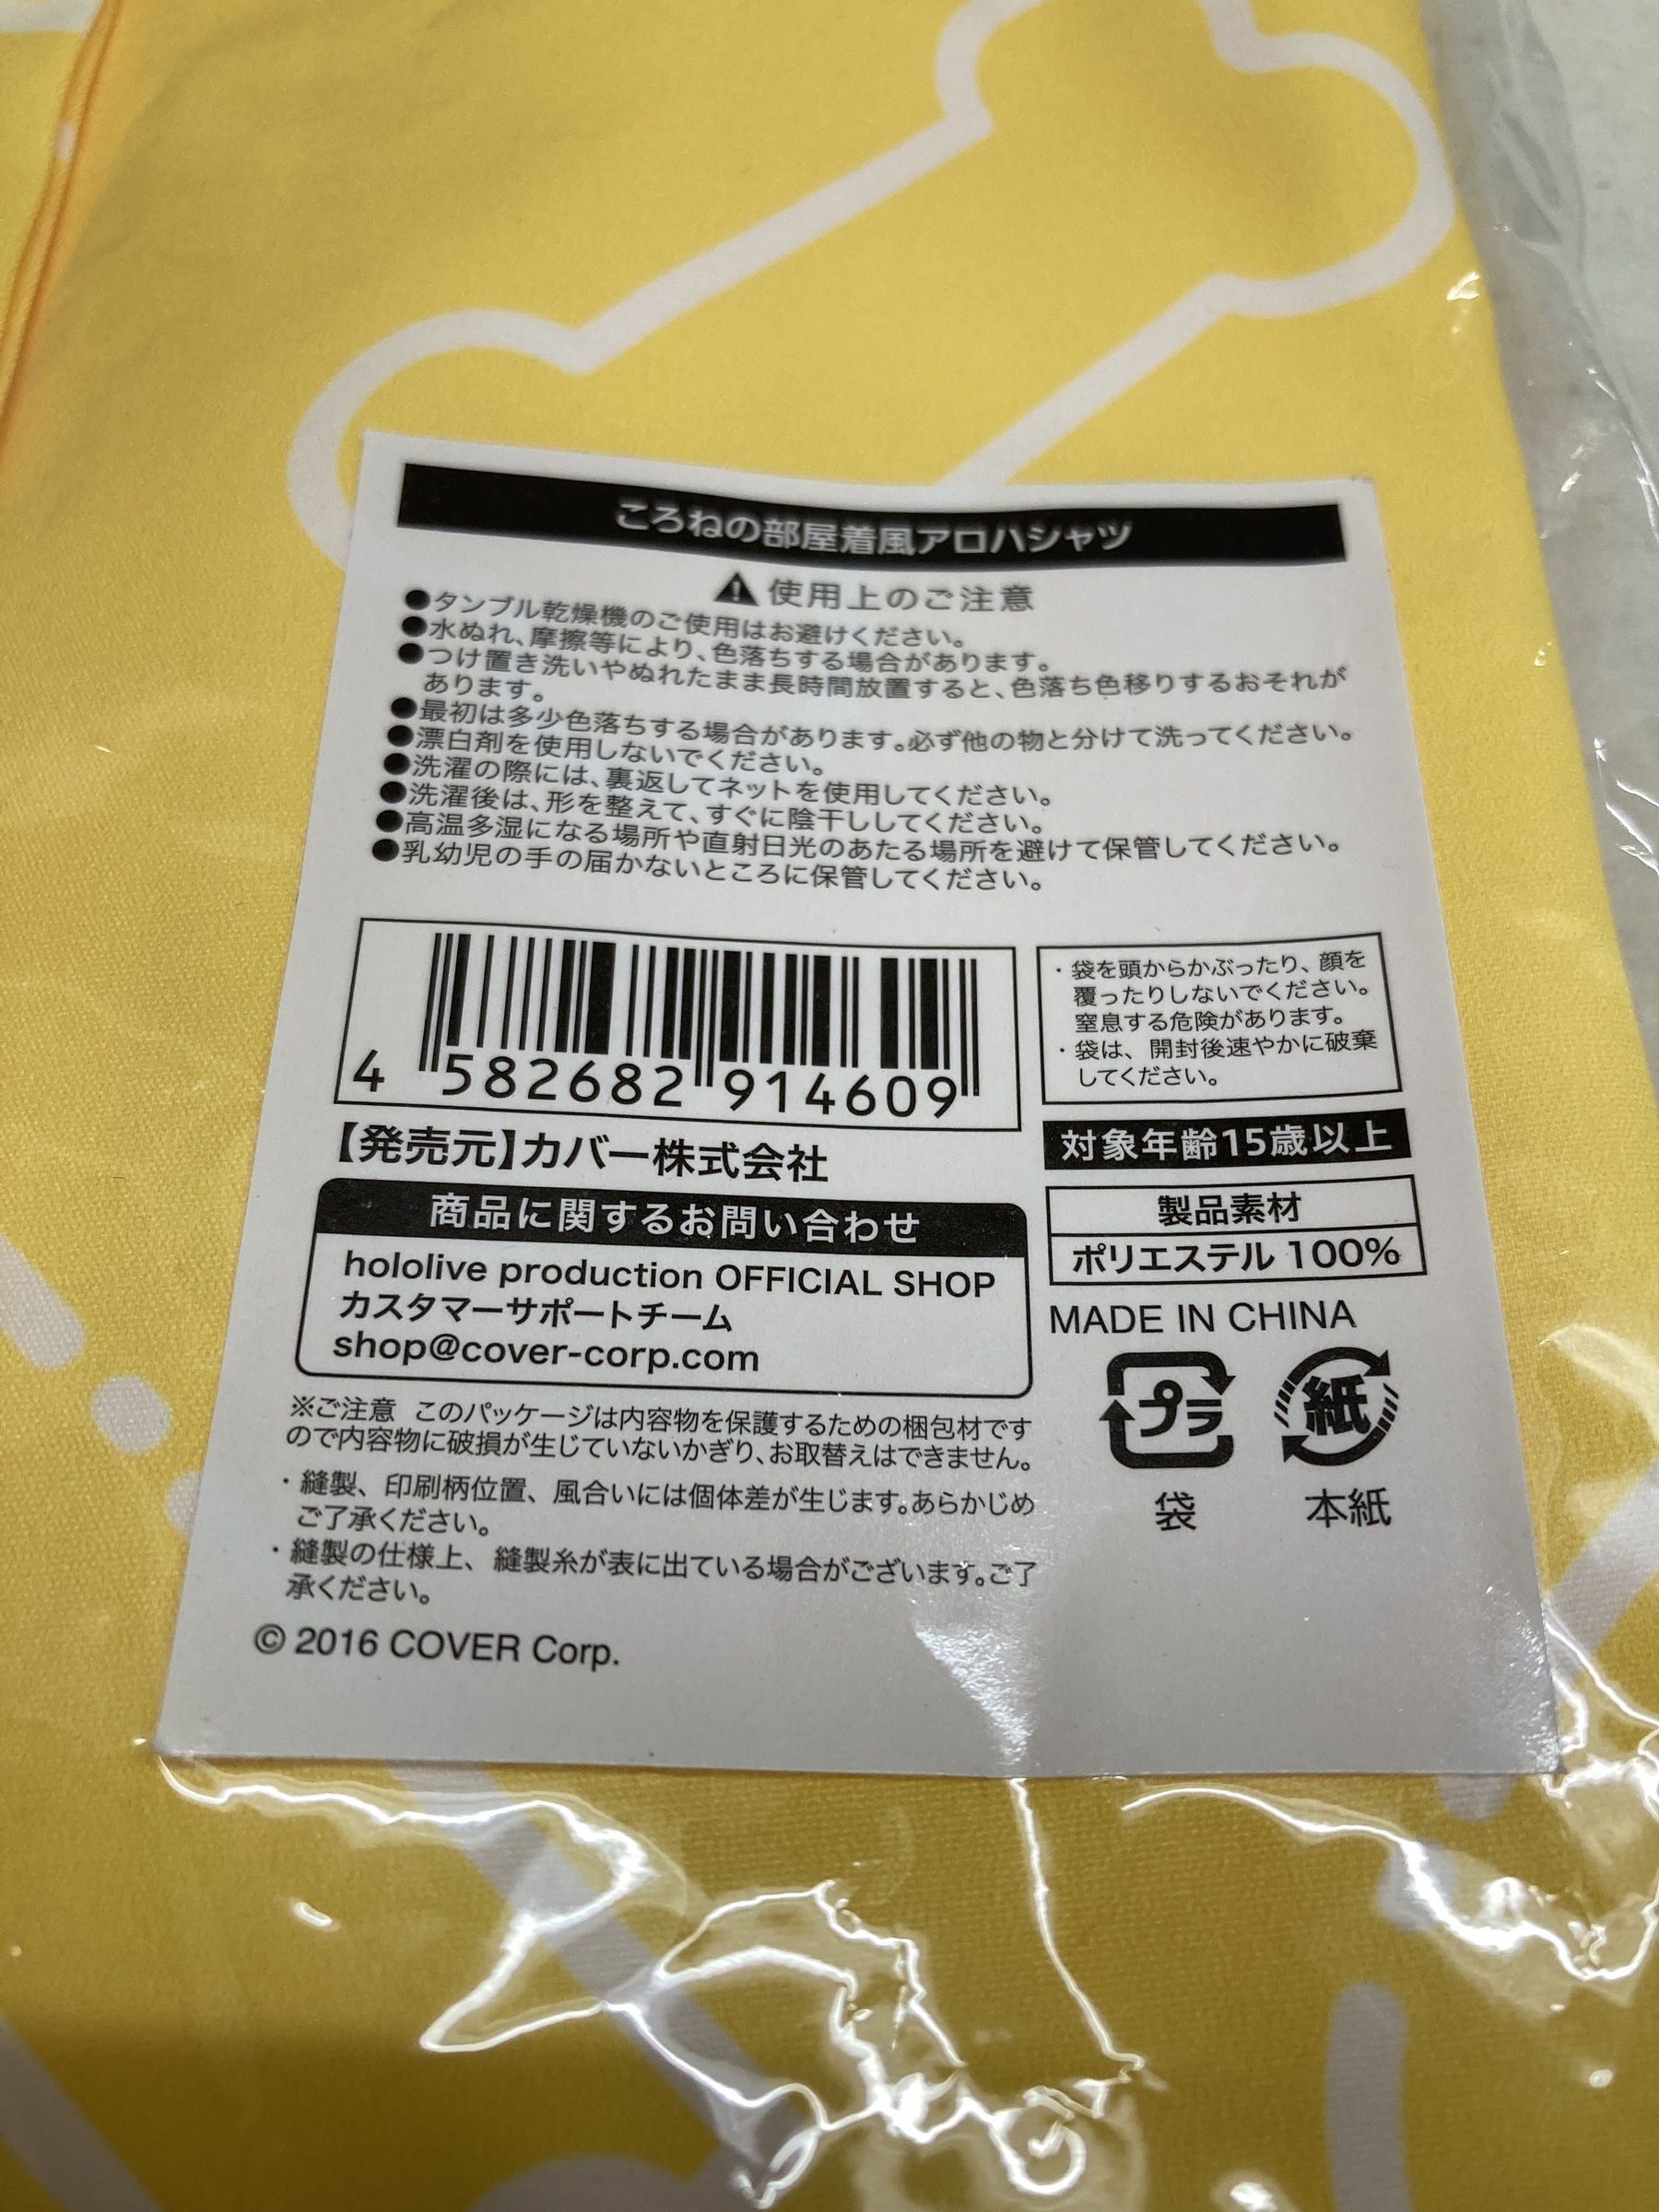 ころねの部屋着風アロハシャツ
使用上のご注意
●タンブル乾燥機のご使用はお避けください。
●水ぬれ、摩擦等により、色落ちする場合があります。
●つけ置き洗いやぬれたまま長時間放置すると、色落ち色移りするおそれが
あります。
●最初は多少色落ちする場合があります。必ず他の物と分けて洗ってください。
●漂白剤を使用しないでください。
●洗濯の際には、裏返してネットを使用してください。
●洗濯後は、形を整えて、すぐに陰干ししてください。
●高温多湿になる場所や直射日光のあたる場所を避けて保管してください。
●乳幼児の手の届かないところに保管してください。
4 582682 914609
・袋を頭からかぶったり、顔を
覆ったりしないでください。
窒息する危険があります。
・袋は、開封後速やかに破棄
してください。
【発売元】カバー株式会社
対象年齢15歳以上
商品に関するお問い合わせ
hololive production OFFICIAL SHOP
カスタマーサポートチーム
shop@cover-corp.com
製品素材
ポリエステル 100%
MADE IN CHINA
プラ
紙
袋
本紙
※ご注意 このパッケージは内容物を保護するための梱包材です
ので内容物に破損が生じていないかぎり、お取替えはできません。
・縫製、印刷柄位置、風合いには個体差が生じます。あらかじめ
ご了承ください。
・縫製の仕様上、縫製糸が表に出ている場合がございます。ご了
承ください。
© 2016 COVER Corp.